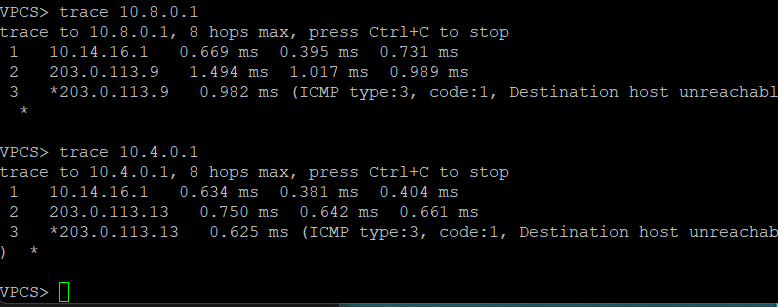 VPCS> trace 10.8.0.1
trace to 10.8.0.1, 8 hops max, press Ctrl+C to stop
 1   10.14.16.1   0.669 ms  0.395 ms  0.731 ms
 2   203.0.113.9   1.494 ms  1.017 ms  0.989 ms
 3   *203.0.113.9   0.982 ms (ICMP type:3, code:1, Destination host unreachabl
  *
VPCS> trace 10.4.0.1
trace to 10.4.0.1, 8 hops max, press Ctrl+C to stop
 1   10.14.16.1   0.634 ms  0.381 ms  0.404 ms
 2   203.0.113.13   0.750 ms  0.642 ms  0.661 ms
 3   *203.0.113.13   0.625 ms (ICMP type:3, code:1, Destination host unreachab
)  *
VPCS>